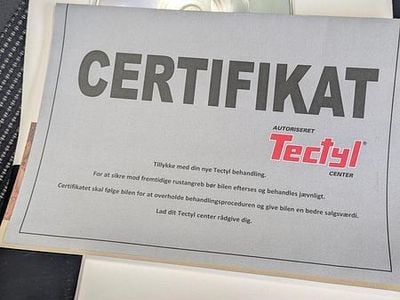 CERTIFIKAT
AUTORISERET
Tectyl®
CENTER
Tillykke med din nye Tectyl behandling.
For at sikre mod fremtidige rustangreb bør bilen efterses og behandles jævnligt.
Certifikatet skal følge bilen for at overholde behandlingsproceduren og give bilen en bedre salgsværdi.
Lad dit Tectyl center rådgive dig.